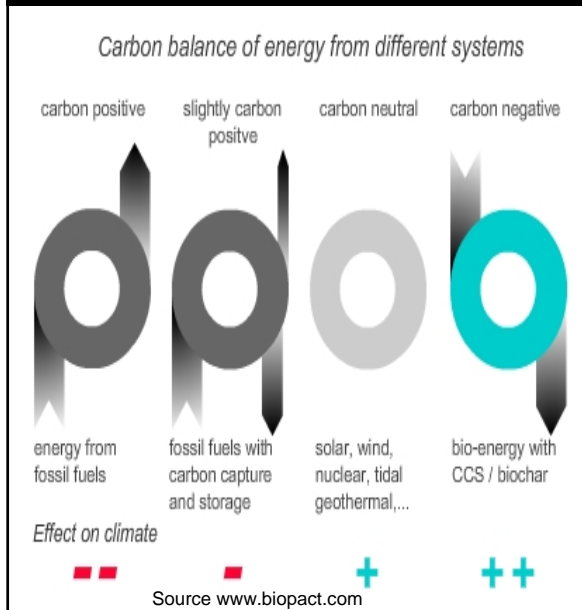 Carbon balance of energy from different systems
carbon positive
slightly carbon
positve
carbon neutral
carbon negative
energy from
fossil fuels
fossil fuels with
carbon capture
and storage
solar, wind,
nuclear, tidal
geothermal,...
bio-energy with
CCS / biochar
Effect on climate
--
-
+
++
Source www.biopact.com